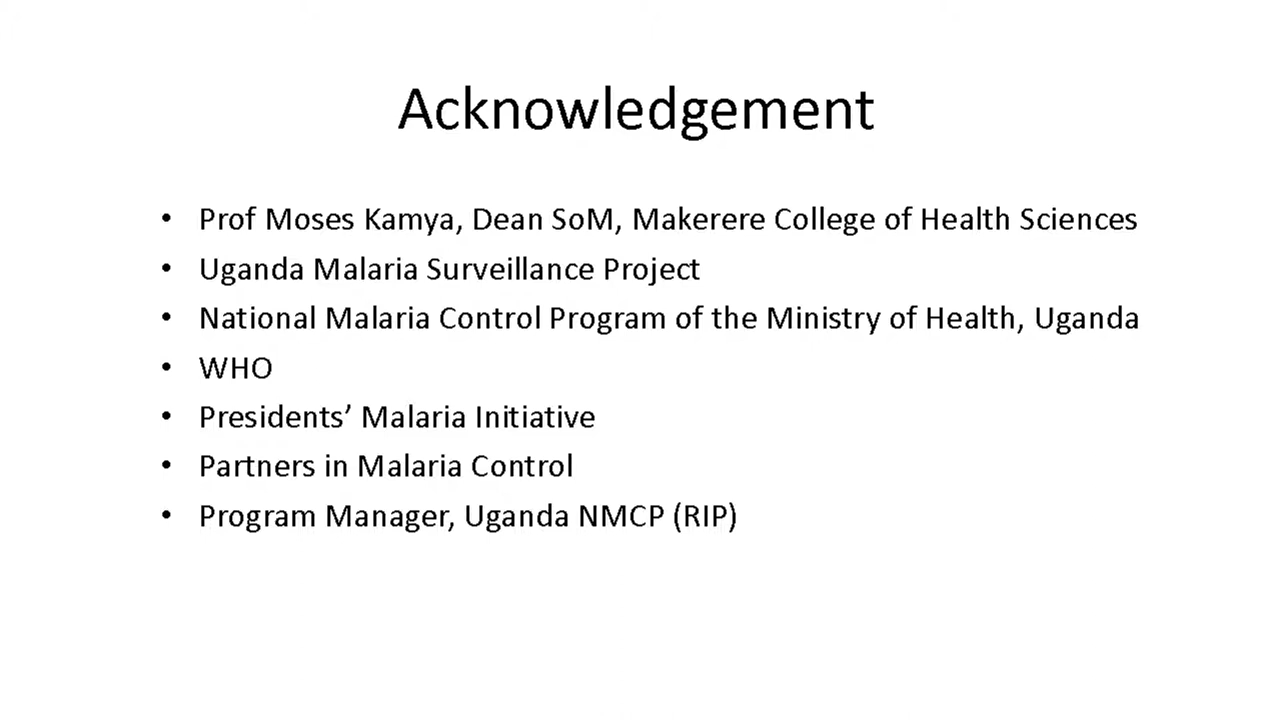 Acknowledgement
• Prof Moses Kamya, Dean SoM, Makerere College of Health Sciences
• Uganda Malaria Surveillance Project
• National Malaria Control Program of the Ministry of Health, Uganda
• WHO
• Presidents’ Malaria Initiative
• Partners in Malaria Control
• Program Manager, Uganda NMCP (RIP)